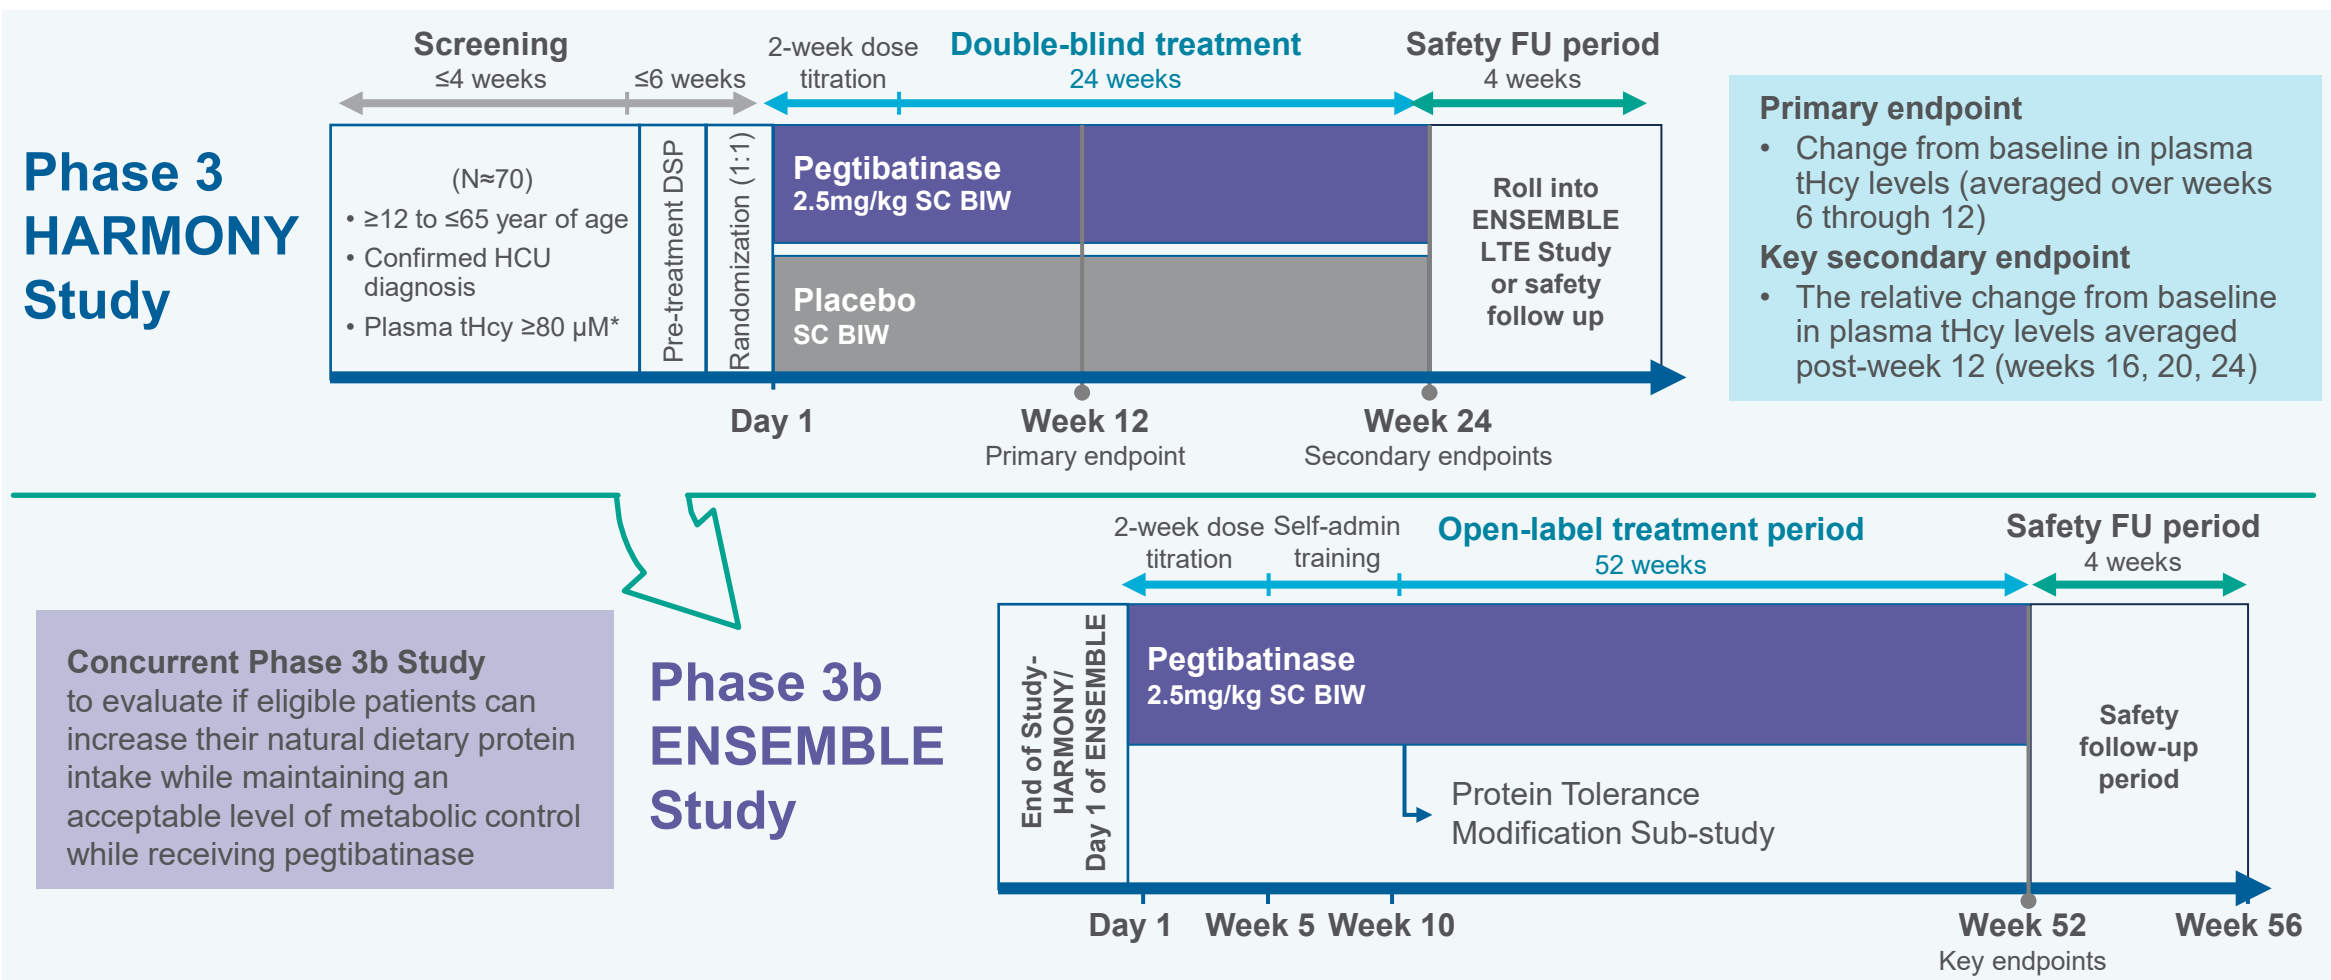 Phase 3
HARMONY
Study
Screening
≤4 weeks
≤6 weeks
2-week dose
titration
Double-blind treatment
24 weeks
Safety FU period
4 weeks
(N≈70)
• ≥12 to ≤65 year of age
• Confirmed HCU
diagnosis
• Plasma tHcy ≥80 µM*
Pre-treatment DSP
Randomization (1:1)
Pegtibatinase
2.5mg/kg SC BIW
Placebo
SC BIW
Roll into
ENSEMBLE
LTE Study
or safety
follow up
Day 1
Week 12
Primary endpoint
Week 24
Secondary endpoints
Primary endpoint
• Change from baseline in plasma
tHcy levels (averaged over weeks
6 through 12)
Key secondary endpoint
• The relative change from baseline
in plasma tHcy levels averaged
post-week 12 (weeks 16, 20, 24)
Concurrent Phase 3b Study
to evaluate if eligible patients can
increase their natural dietary protein
intake while maintaining an
acceptable level of metabolic control
while receiving pegtibatinase
Phase 3b
ENSEMBLE
Study
2-week dose
titration
Self-admin
training
Open-label treatment period
52 weeks
Safety FU period
4 weeks
End of Study-
HARMONY/
Day 1 of ENSEMBLE
Pegtibatinase
2.5mg/kg SC BIW
Protein Tolerance
Modification Sub-study
Safety
follow-up
period
Day 1
Week 5
Week 10
Week 52
Key endpoints
Week 56